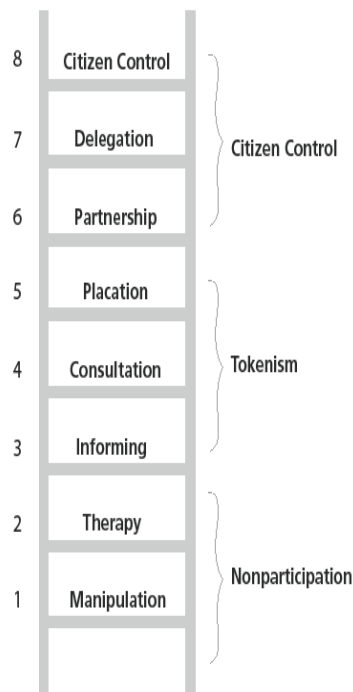 8 Citizen Control
7 Delegation
Citizen Control
6 Partnership
5 Placation
4 Consultation
Tokenism
3 Informing
2 Therapy
Nonparticipation
1 Manipulation